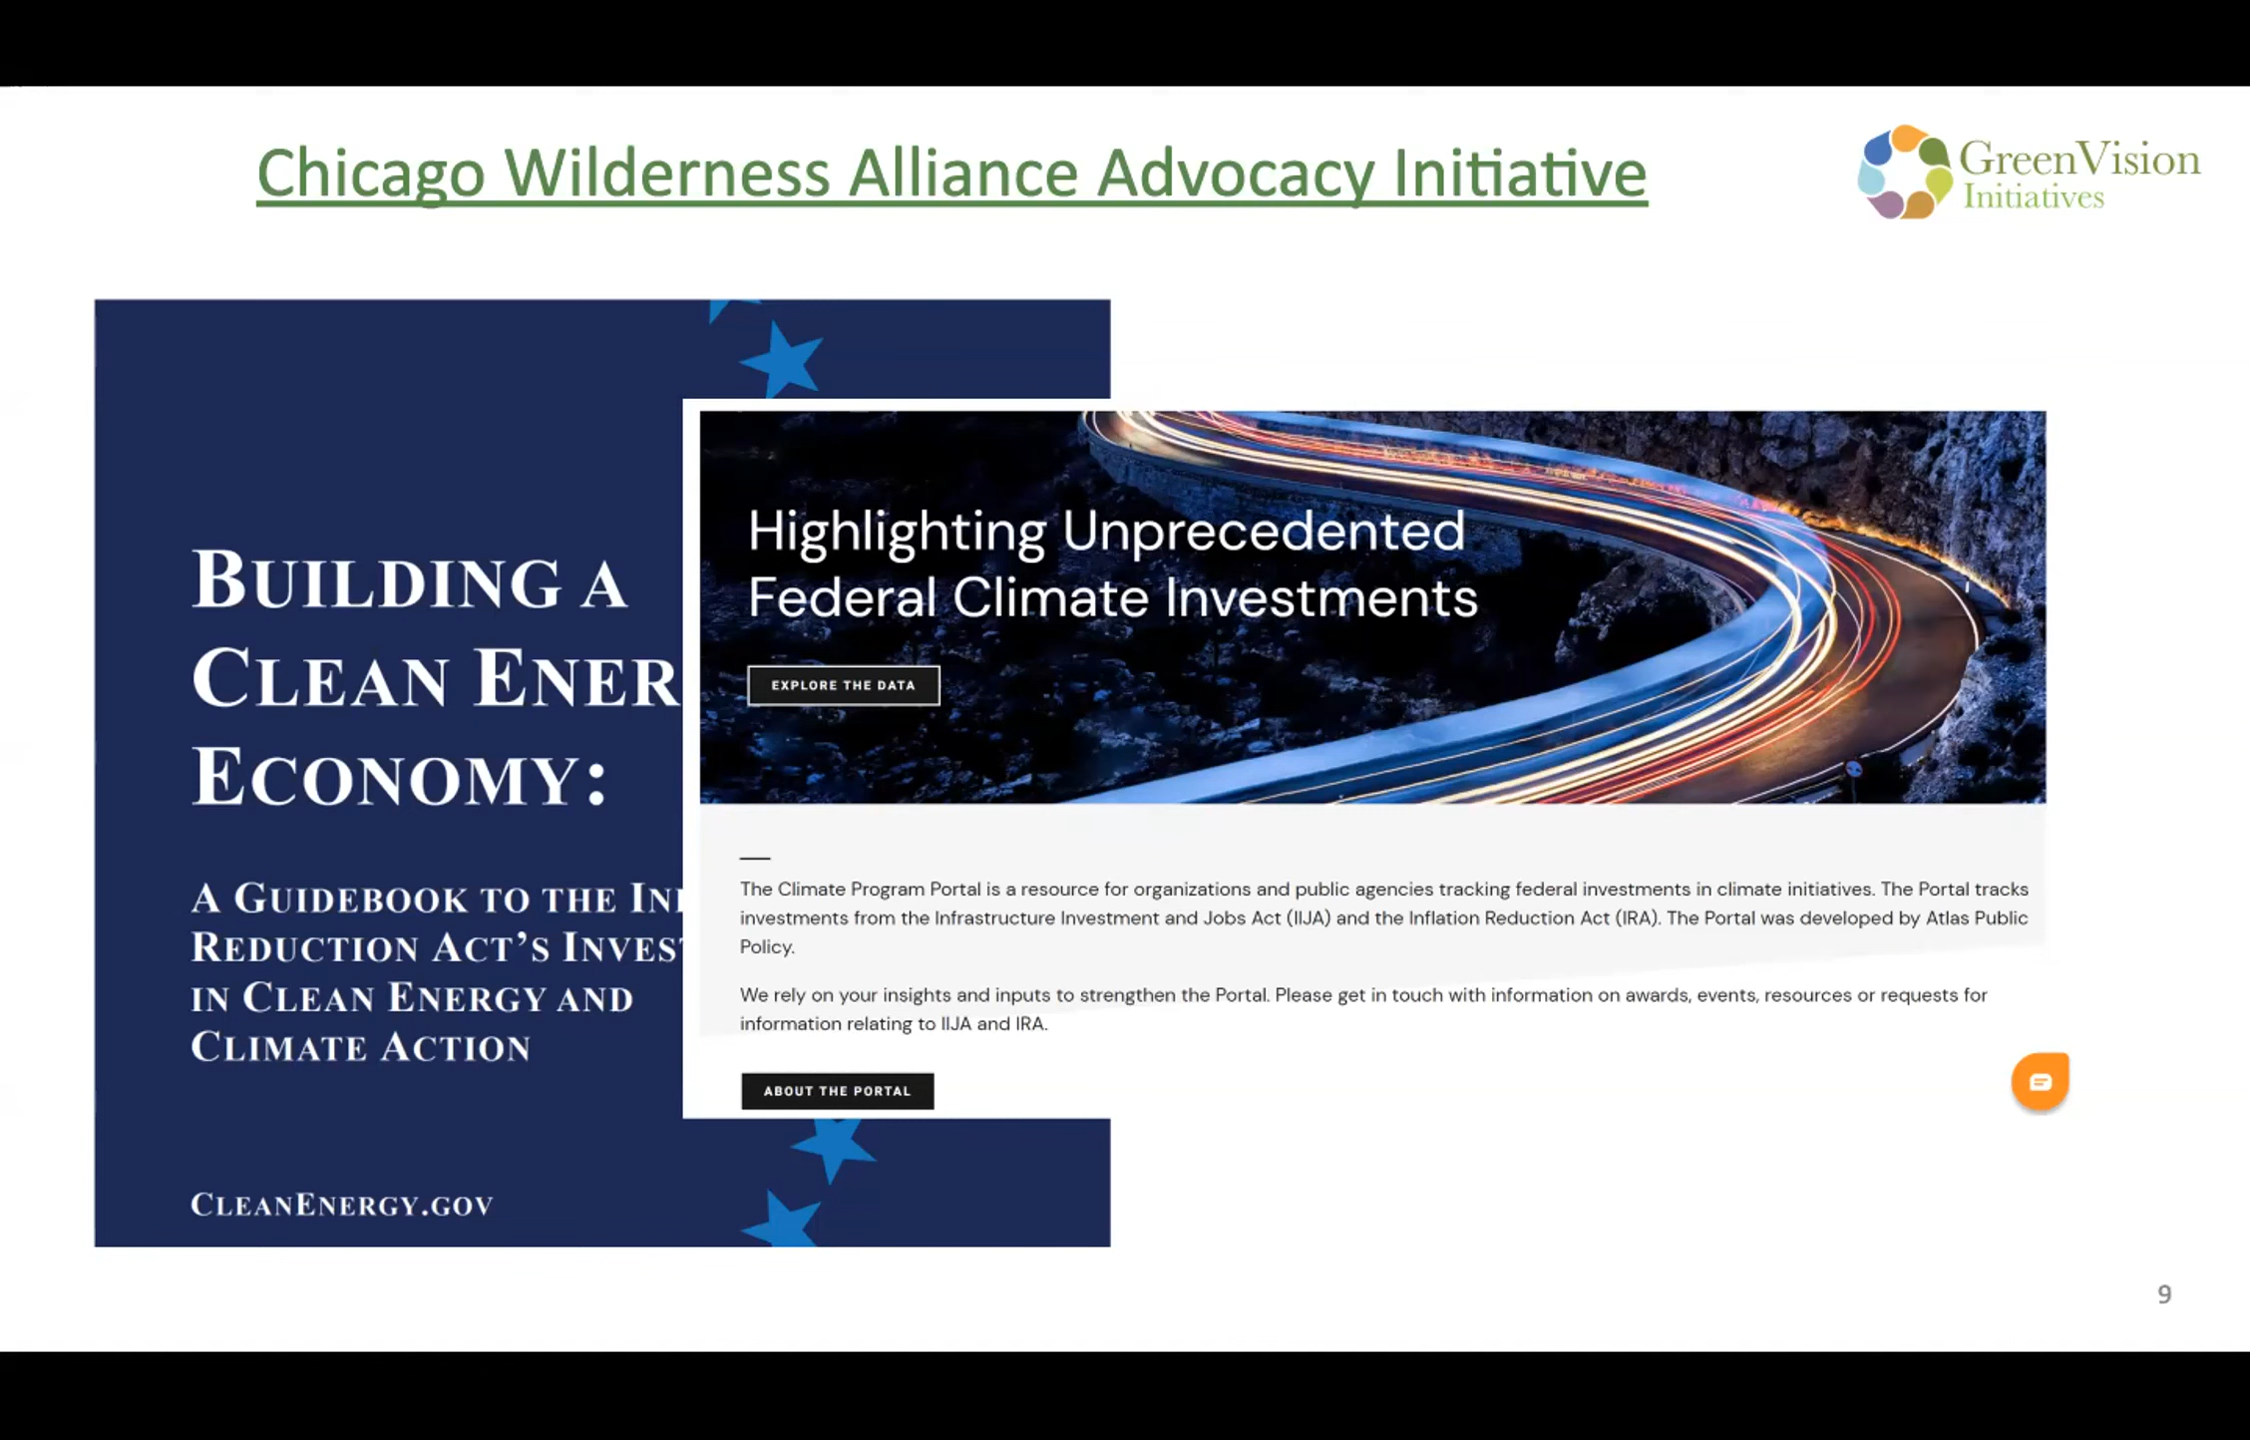 Chicago Wilderness Alliance Advocacy Initiative
GreenVision
Initiatives
BUILDING A
CLEAN ENER
ECONOMY:
A GUIDEBOOK TO THE
REDUCTION ACT'S INVEST
IN CLEAN ENERGY AND
CLIMATE ACTION
CLEANENERGY.GOV
Highlighting Unprecedented
Federal Climate Investments
EXPLORE THE DATA
The Climate Program Portal is a resource for organizations and public agencies tracking federal investments in climate initiatives. The Portal tracks
investments from the Infrastructure Investment and Jobs Act (IIJA) and the Inflation Reduction Act (IRA). The Portal was developed by Atlas Public
Policy.
We rely on your insights and inputs to strengthen the Portal. Please get in touch with information on awards, events, resources or requests for
information relating to IIJA and IRA.
ABOUT THE PORTAL
9